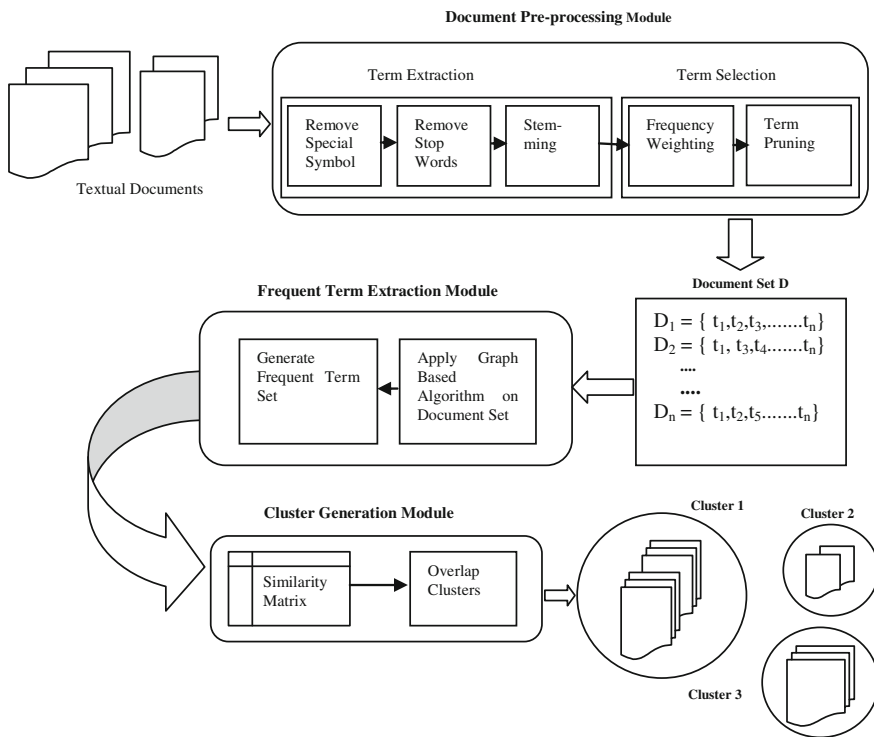 Document Pre-processing Module
Term Extraction
Term Selection
Remove
Special
Symbol
Remove
Stop
Words
Stem-
ming
Frequency
Weighting
Term
Pruning
Textual Documents
Document Set D
D₁ = { t₁,t₂,t₃,.......tₙ}
D₂ = { t₁, t₃,t₄.......tₙ}
....
....
Dₙ = { t₁,t₂,t₅.......tₙ}
Frequent Term Extraction Module
Generate
Frequent Term
Set
Apply Graph
Based
Algorithm on
Document Set
Cluster Generation Module
Similarity
Matrix
Overlap
Clusters
Cluster 1
Cluster 2
Cluster 3